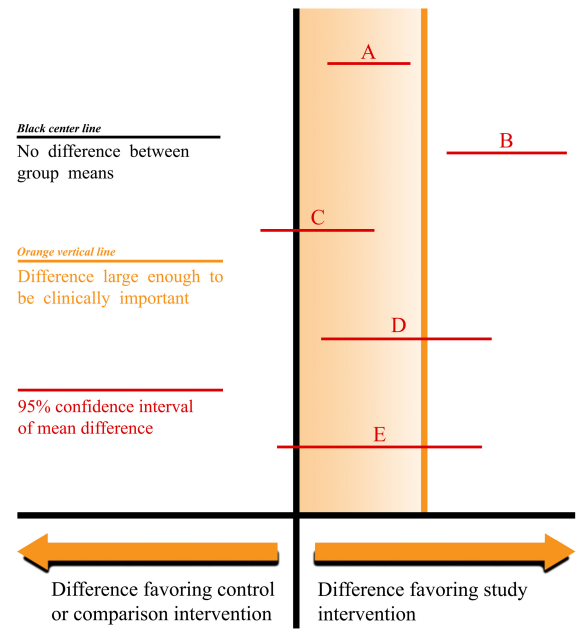 A
Black center line
No difference between
group means
B
C
Orange vertical line
Difference large enough to
be clinically important
D
95% confidence interval
of mean difference
E
Difference favoring control
or comparison intervention
Difference favoring study
intervention